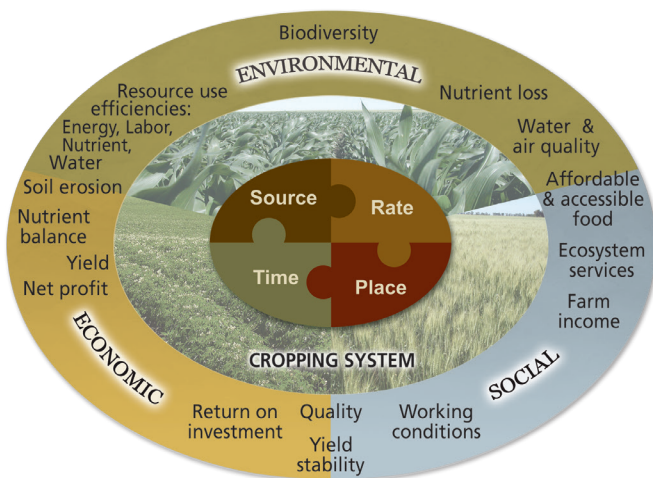 Biodiversity
ENVIRONMENTAL
Resource use
efficiencies:
Energy, Labor,
Nutrient,
Water
Nutrient loss
Water &
air quality
Soil erosion
Nutrient
balance
Yield
Net profit
Affordable
& accessible
food
Ecosystem
services
Farm
income
Source
Rate
Time
Place
CROPPING SYSTEM
ECONOMIC
SOCIAL
Return on
investment
Quality
Yield
stability
Working
conditions